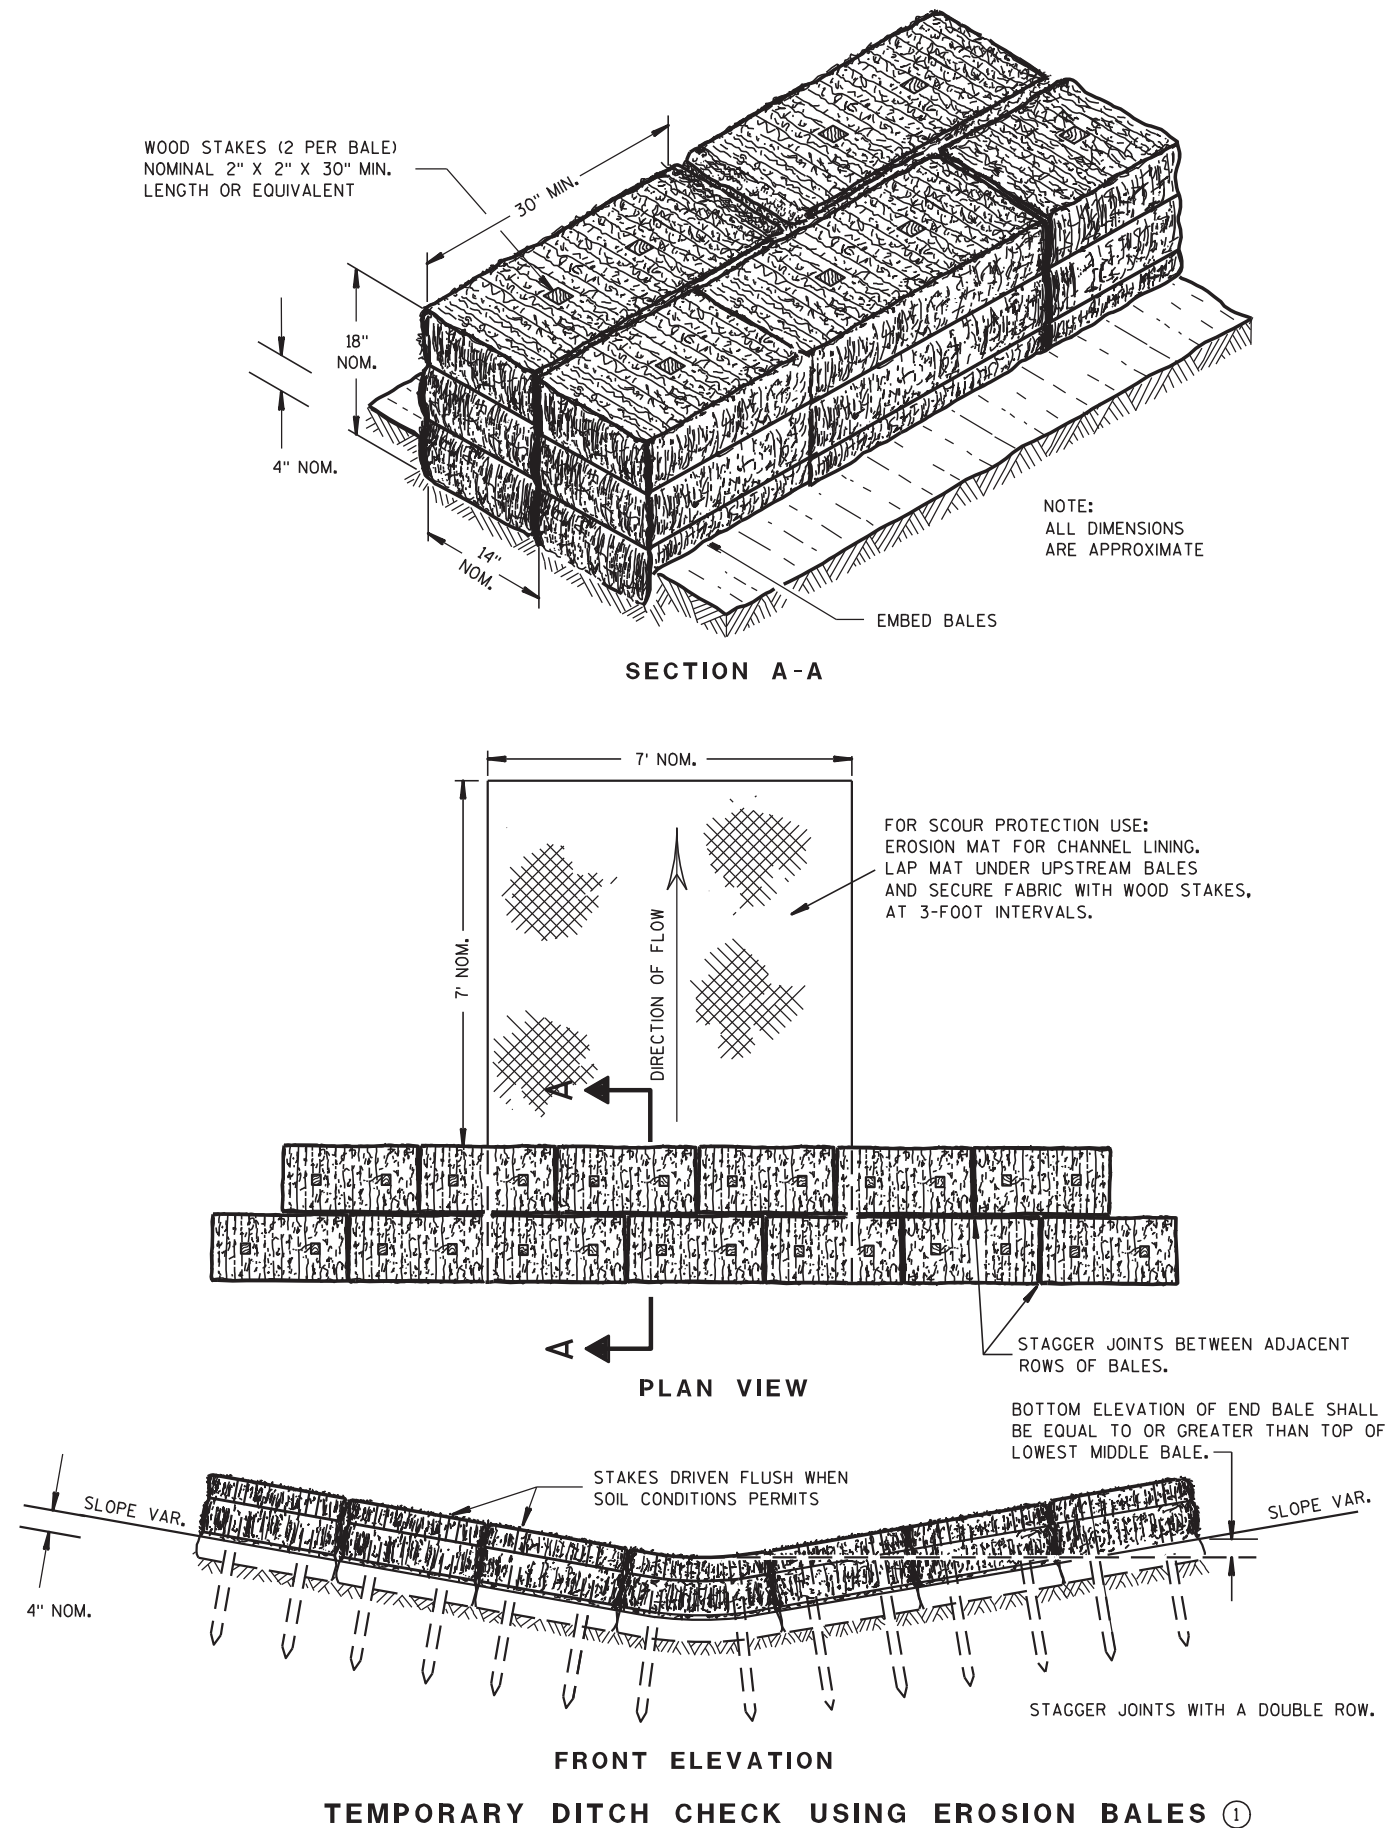 WOOD STAKES (2 PER BALE)
NOMINAL 2" X 2" X 30" MIN.
LENGTH OR EQUIVALENT
30" MIN.
18"
NOM.
4" NOM.
14"
NOM.
NOTE:
ALL DIMENSIONS
ARE APPROXIMATE
EMBED BALES
SECTION A-A
7' NOM.
7' NOM.
DIRECTION OF FLOW
FOR SCOUR PROTECTION USE:
EROSION MAT FOR CHANNEL LINING.
LAP MAT UNDER UPSTREAM BALES
AND SECURE FABRIC WITH WOOD STAKES,
AT 3-FOOT INTERVALS.
A
A
STAGGER JOINTS BETWEEN ADJACENT
ROWS OF BALES.
PLAN VIEW
BOTTOM ELEVATION OF END BALE SHALL
BE EQUAL TO OR GREATER THAN TOP OF
LOWEST MIDDLE BALE.
STAKES DRIVEN FLUSH WHEN
SOIL CONDITIONS PERMITS
SLOPE VAR.
SLOPE VAR.
4" NOM.
STAGGER JOINTS WITH A DOUBLE ROW.
FRONT ELEVATION
TEMPORARY DITCH CHECK USING EROSION BALES ①